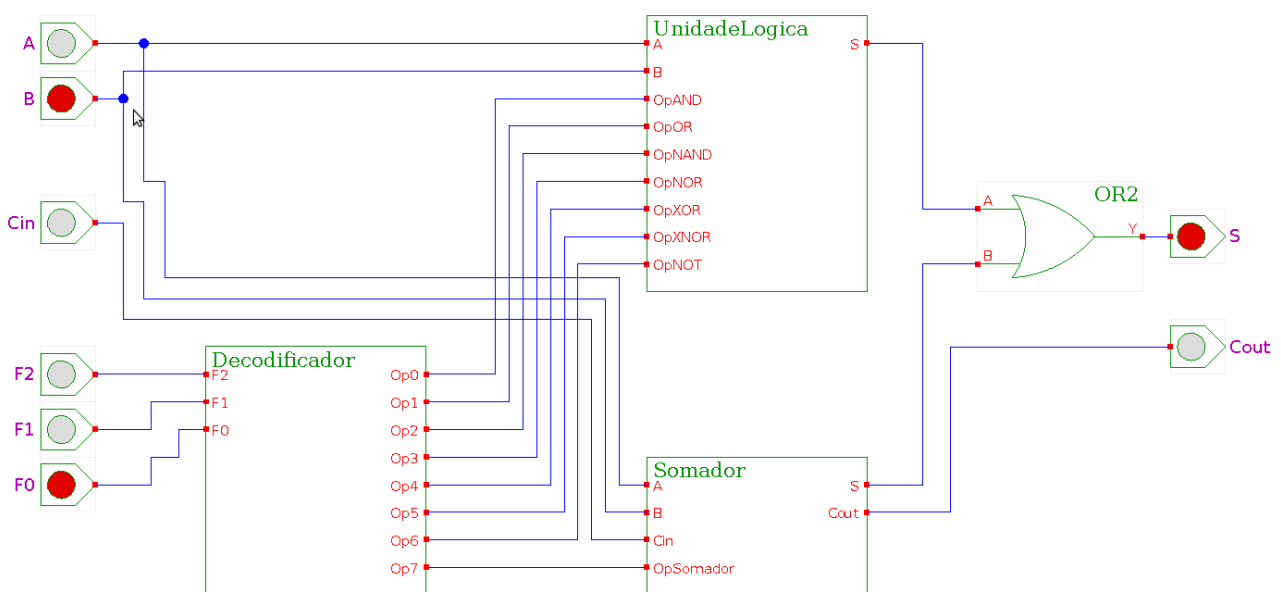 A
B
Cin
F2
F1
F0
UnidadeLogica
A
B
OpAND
OpOR
OpNAND
OpNOR
OpXOR
OpXNOR
OpNOT
S
OR2
A
B
Y
S
Cout
Decodificador
F2
F1
F0
Op0
Op1
Op2
Op3
Op4
Op5
Op6
Op7
Somador
A
B
Cin
OpSomador
S
Cout